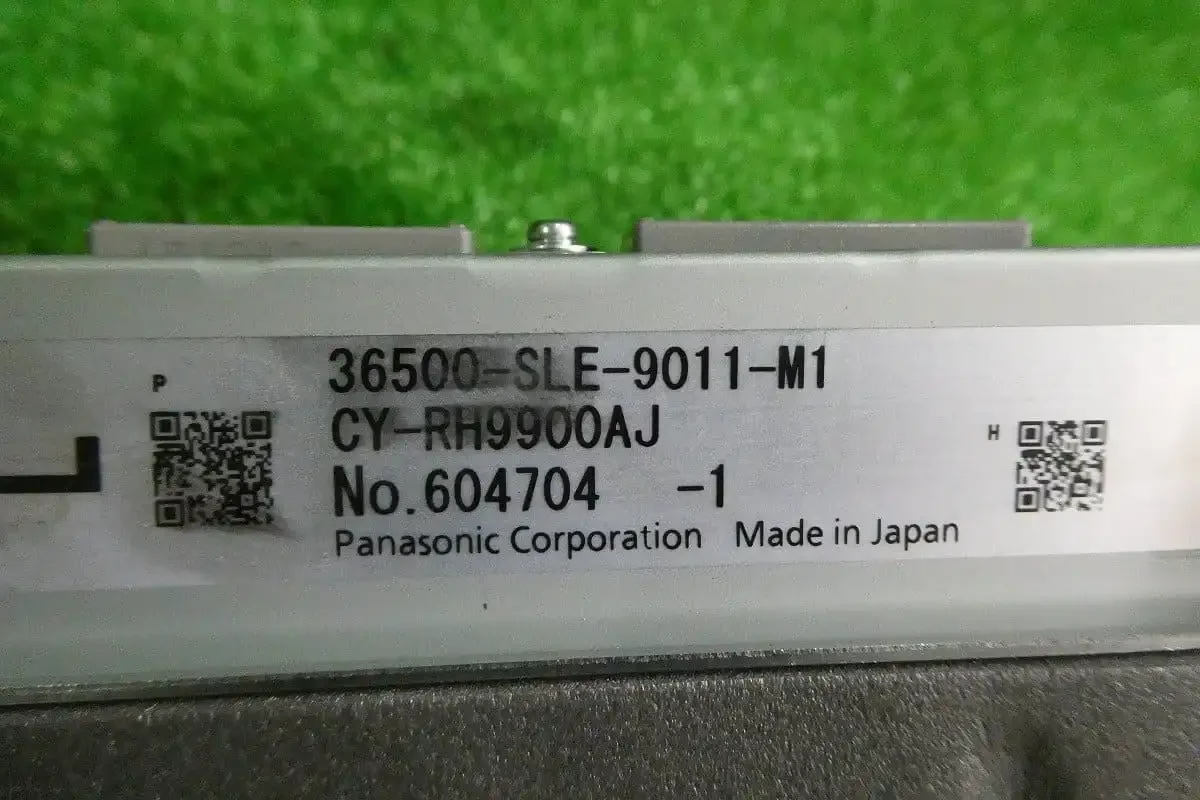 P
36500-SLE-9011-M1
CY-RH9900AJ
H
No.604704 -1
Panasonic Corporation Made in Japan